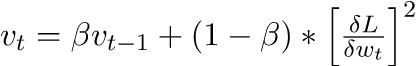 v_t = βv_{t−1} + (1 − β) * [δL/δw_t]^2